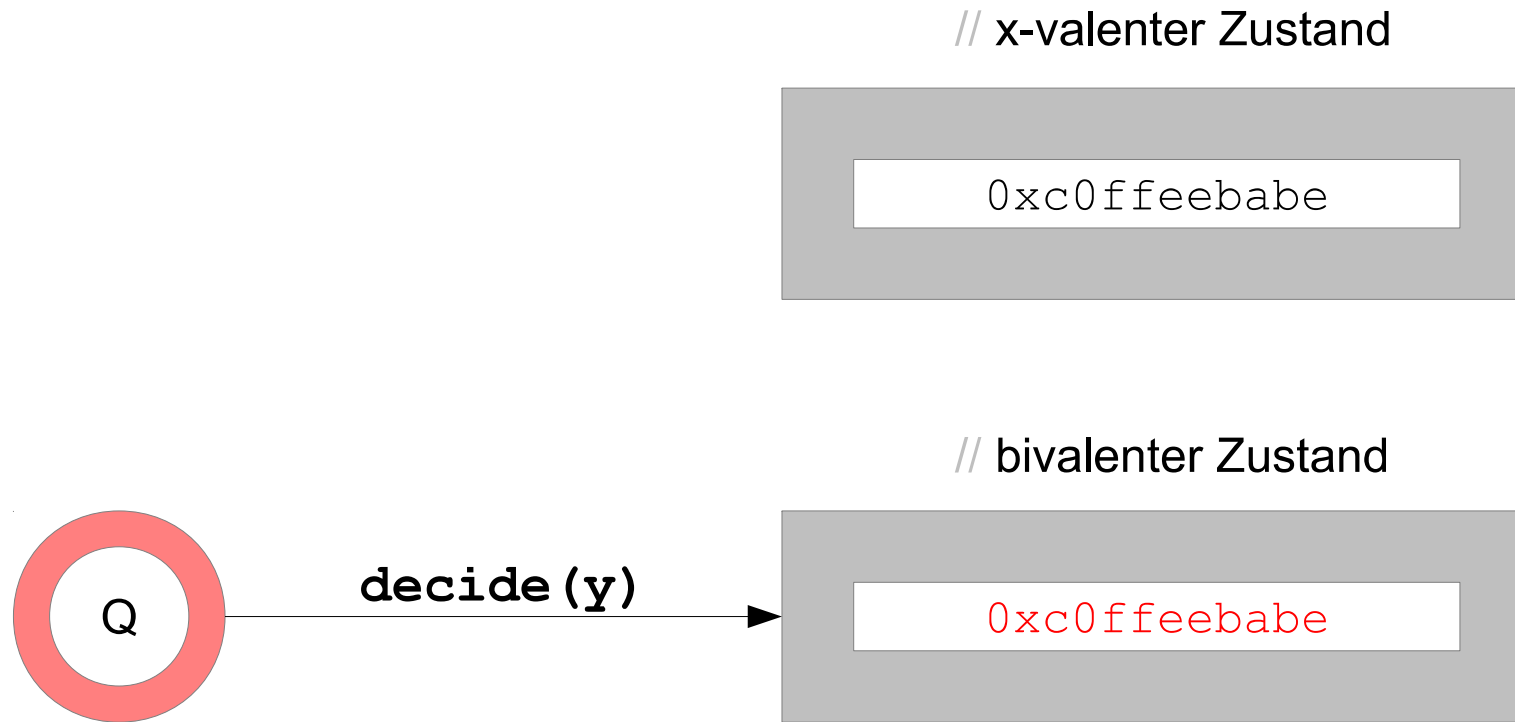 // x-valenter Zustand
0xc0ffeebabe
// bivalenter Zustand
Q
decide(y)
0xc0ffeebabe